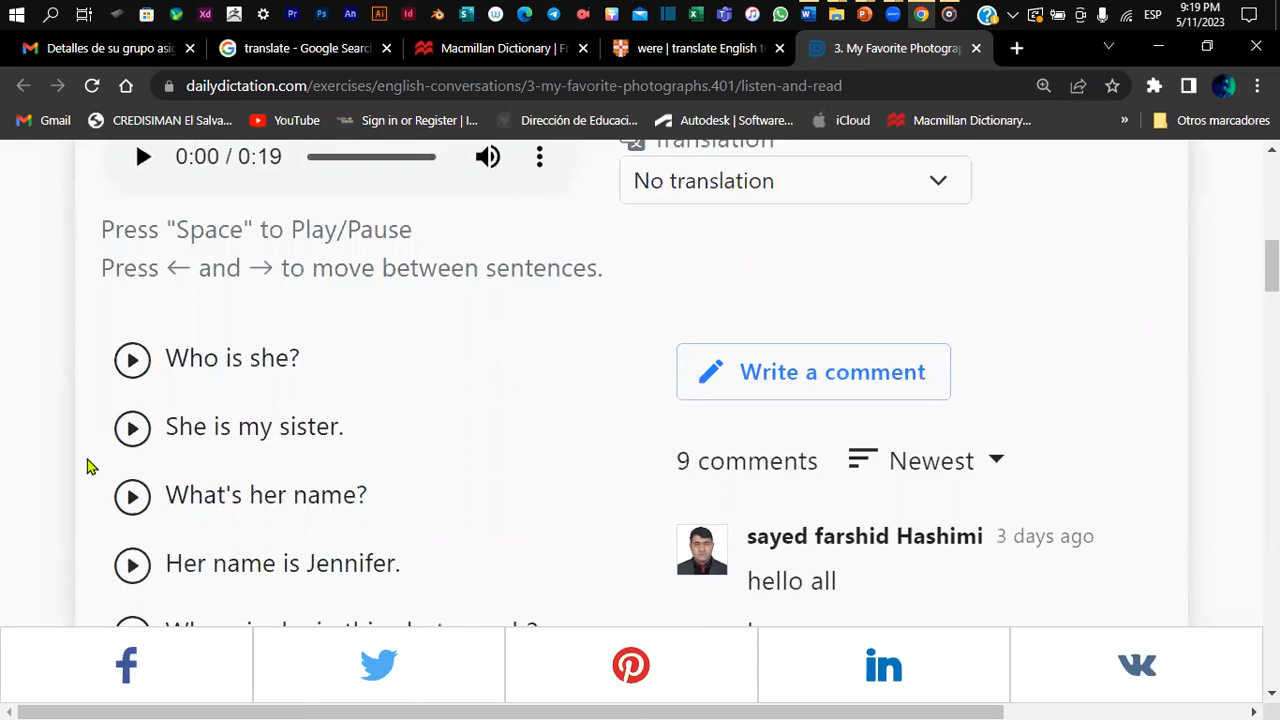 9:19 PM
ESP
5/11/2023
Detalles de su grupo asig
translate - Google Search
Macmillan Dictionary | Fr
were | translate English to
3. My Favorite Photogra
dailydictation.com/exercises/english-conversations/3-my-favorite-photographs.401/listen-and-read
Gmail
CREDISIMAN El Salva...
YouTube
Sign in or Register | I...
Dirección de Educaci...
Autodesk | Software...
iCloud
Macmillan Dictionary...
»
Otros marcadores
Translation
0:00 / 0:19
No translation
Press "Space" to Play/Pause
Press ← and → to move between sentences.
Who is she?
Write a comment
She is my sister.
9 comments
Newest
What's her name?
sayed farshid Hashimi 3 days ago
Her name is Jennifer.
hello all